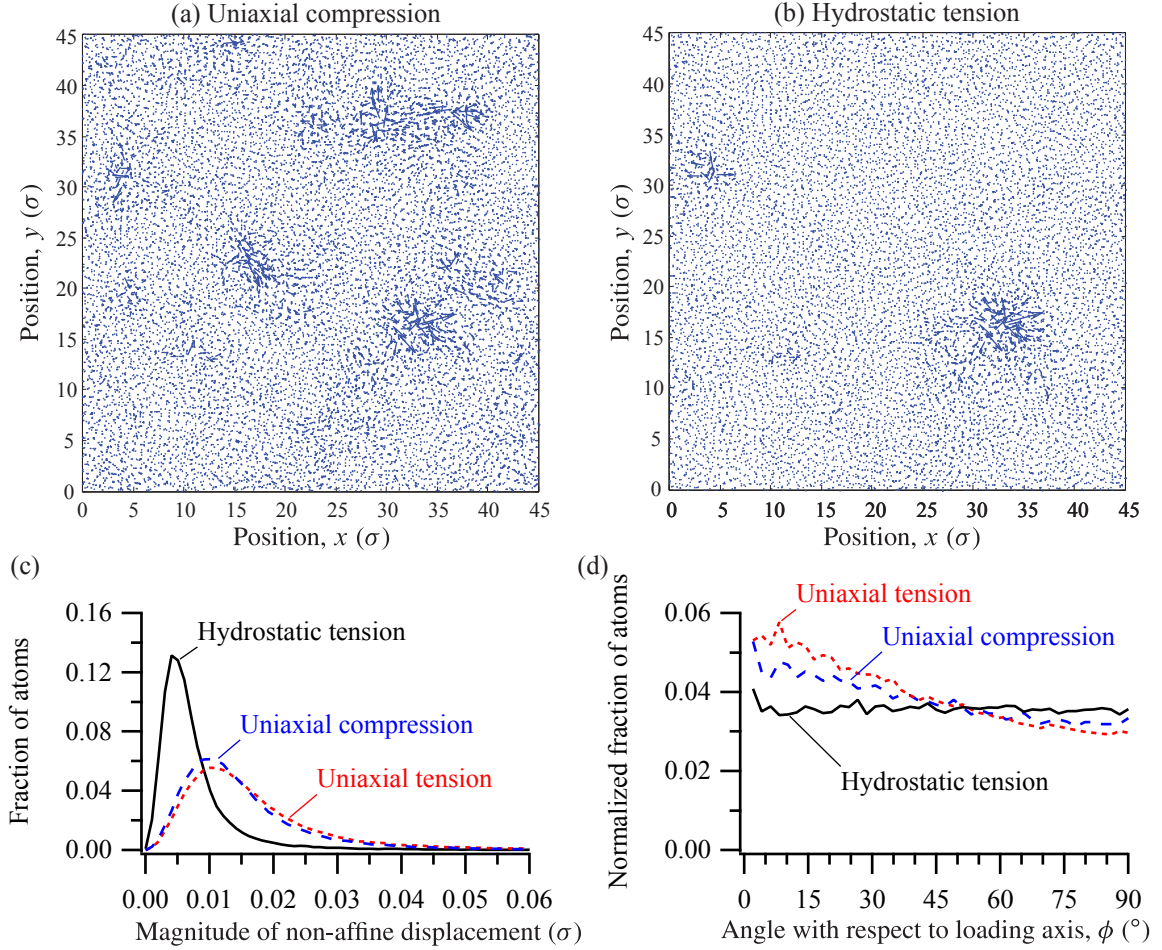 (a) Uniaxial compression
45
40
35
30
25
20
15
10
5
0
Position, y (σ)
0 5 10 15 20 25 30 35 40 45
Position, x (σ)
(b) Hydrostatic tension
45
40
35
30
25
20
15
10
5
0
Position, y (σ)
0 5 10 15 20 25 30 35 40 45
Position, x (σ)
(c)
Fraction of atoms
0.16
0.12
0.08
0.04
0.00
Hydrostatic tension
Uniaxial compression
Uniaxial tension
0.00 0.01 0.02 0.03 0.04 0.05 0.06
Magnitude of non-affine displacement (σ)
(d)
Normalized fraction of atoms
0.06
0.04
0.02
0.00
Uniaxial tension
Uniaxial compression
Hydrostatic tension
0 15 30 45 60 75 90
Angle with respect to loading axis, ϕ (°)